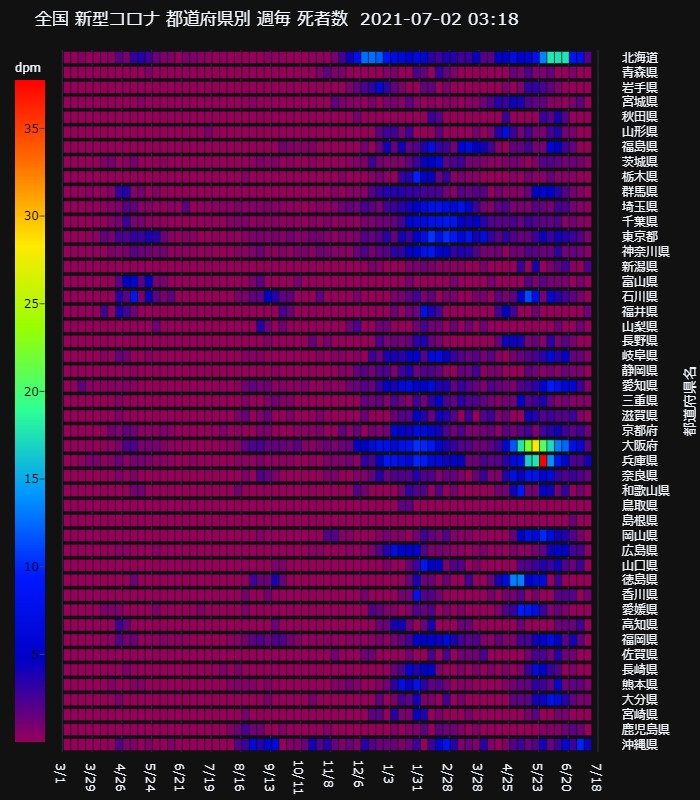 全国 新型コロナ 都道府県別 週毎 死者数 2021-07-02 03:18
dpm
35
30
25
20
15
10
5
北海道
青森県
岩手県
宮城県
秋田県
山形県
福島県
茨城県
栃木県
群馬県
埼玉県
千葉県
東京都
神奈川県
新潟県
富山県
石川県
福井県
山梨県
長野県
岐阜県
静岡県
愛知県
三重県
滋賀県
京都府
大阪府
兵庫県
奈良県
和歌山県
鳥取県
島根県
岡山県
広島県
山口県
徳島県
香川県
愛媛県
高知県
福岡県
佐賀県
長崎県
熊本県
大分県
宮崎県
鹿児島県
沖縄県
都道府県名
3/1
3/29
4/26
5/24
6/21
7/19
8/16
9/13
10/11
11/8
12/6
1/3
1/31
2/28
3/28
4/25
5/23
6/20
7/18